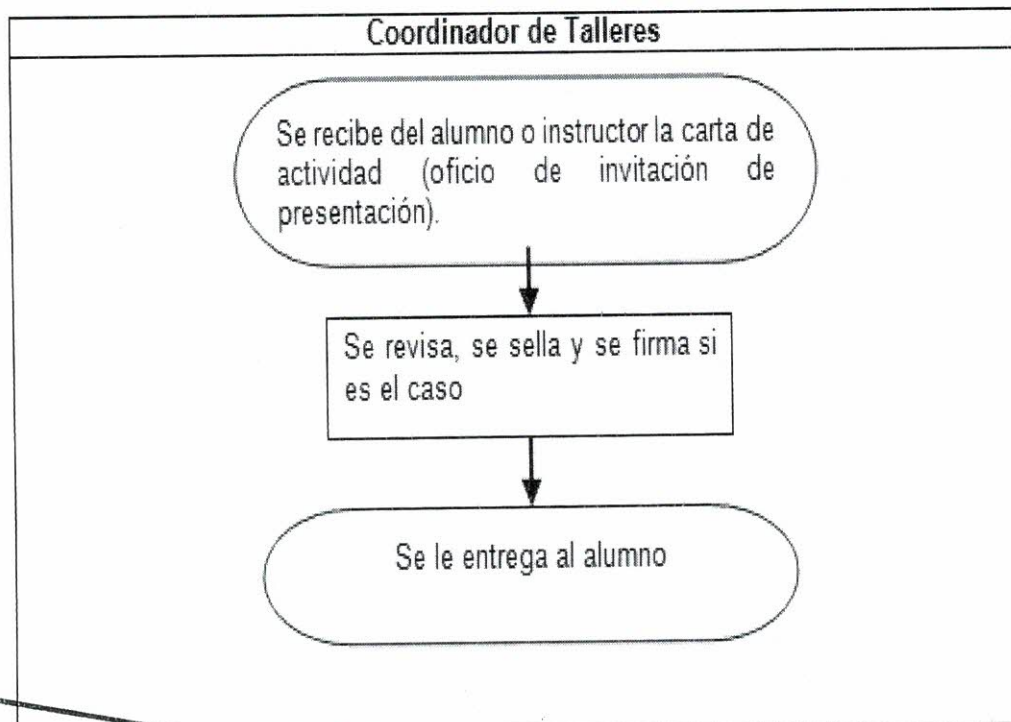 Coordinador de Talleres
Se recibe del alumno o instructor la carta de
actividad (oficio de invitación de
presentación).
Se revisa, se sella y se firma si
es el caso
Se le entrega al alumno